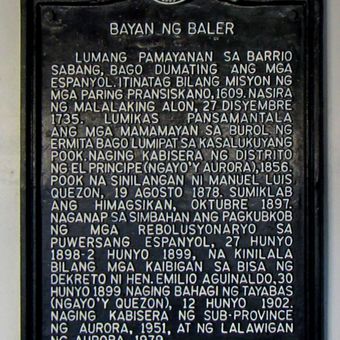 BAYAN NG BALER
LUMANG PAMAYANAN SA BARRIO
SABANG, BAGO DUMATING ANG MGA
ESPANYOL. ITINATAG BILANG MISYON NG
MGA PARING PRANSISKANO, 1609. NASIRA
NG MALALAKING ALON, 27 DISYEMBRE
1735. LUMIKAS PANSAMANTALA
ANG MGA MAMAMAYAN SA BUROL NG
ERMITA BAGO LUMIPAT SA KASALUKUYANG
POOK. NAGING KABISERA NG DISTRITO
NG EL PRINCIPE (NGAYO'Y AURORA), 1856.
POOK NA SINILANGAN NI MANUEL LUIS
QUEZON, 19 AGOSTO 1878. SUMIKLAB
ANG HIMAGSIKAN, OKTUBRE 1897.
NAGANAP SA SIMBAHAN ANG PAGKUBKOB
NG MGA REBOLUSYONARYO SA
PUWERSANG ESPANYOL, 27 HUNYO
1898-2 HUNYO 1899, NA KINILALA
BILANG MGA KAIBIGAN SA BISA NG
DEKRETO NI HEN. EMILIO AGUINALDO, 30
HUNYO 1899 NAGING BAHAGI NG TAYABAS
(NGAYO'Y QUEZON), 12 HUNYO 1902.
NAGING KABISERA NG SUB-PROVINCE
NG AURORA, 1951, AT NG LALAWIGAN
NG AURORA, 1979